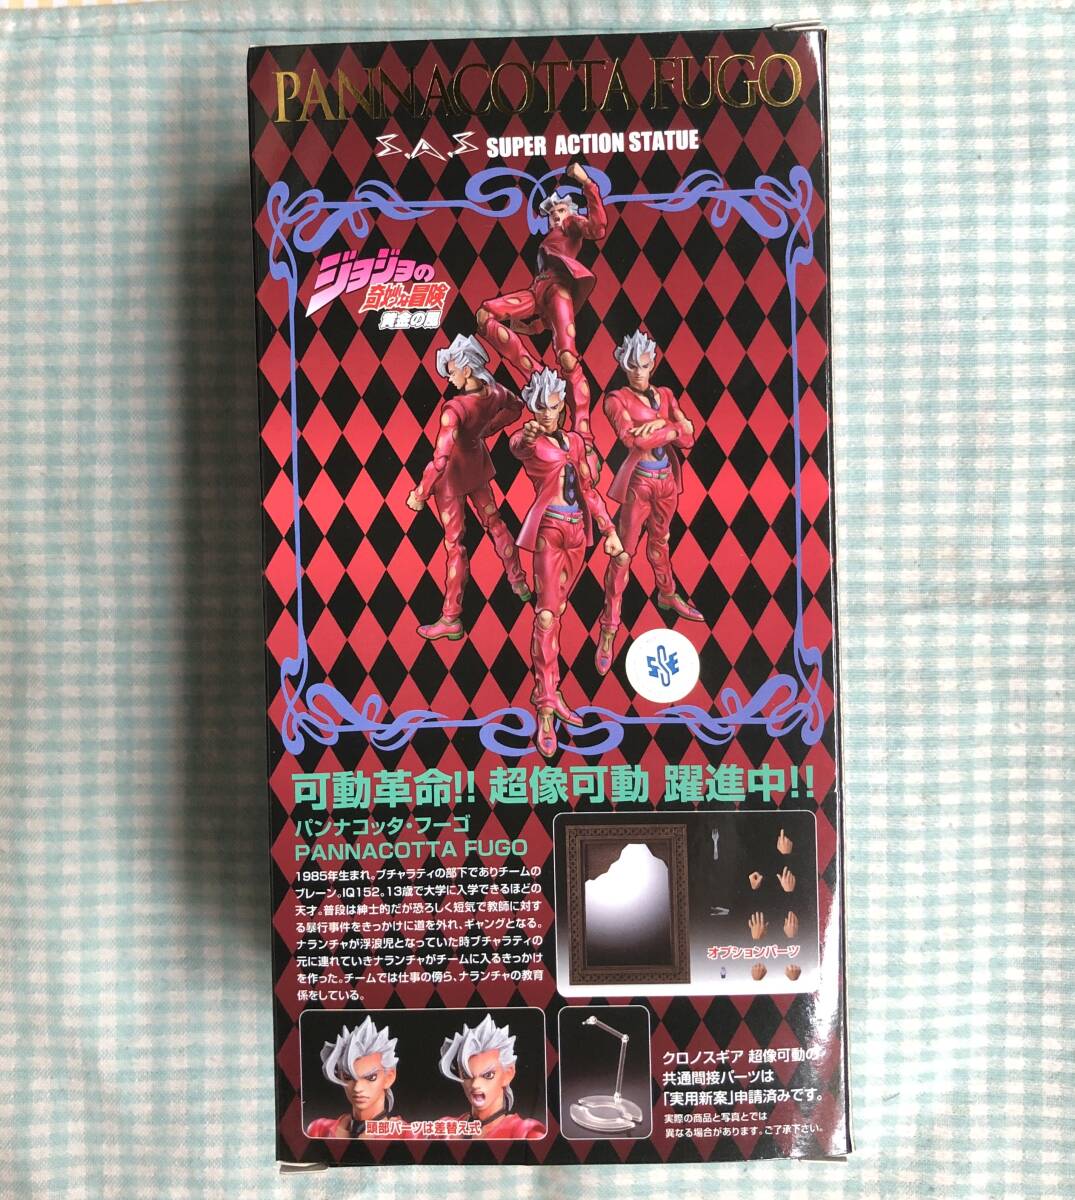 PANNACOTTA FUGO
S.A.S SUPER ACTION STATUE
ジョジョの
奇妙な冒険
黄金の風
可動革命!! 超像可動 躍進中!!
パンナコッタ・フーゴ
PANNACOTTA FUGO
1985年生まれ。ブチャラティの部下でありチームの
ブレーン。IQ152。13歳で大学に入学できるほどの
天才。普段は紳士的だが恐ろしく短気で教師に対す
る暴行事件をきっかけに道を外れ、ギャングとなる。
ナランチャが浮浪児となっていた時ブチャラティの
元に連れていきナランチャがチームに入るきっかけ
を作った。チームでは仕事の傍ら、ナランチャの教育
係をしている。
オプションパーツ
頭部パーツは差替え式
クロノスギア 超像可動の
共通間接パーツは
「実用新案」申請済みです。
実際の商品と写真とでは
異なる場合があります。ご了承下さい。